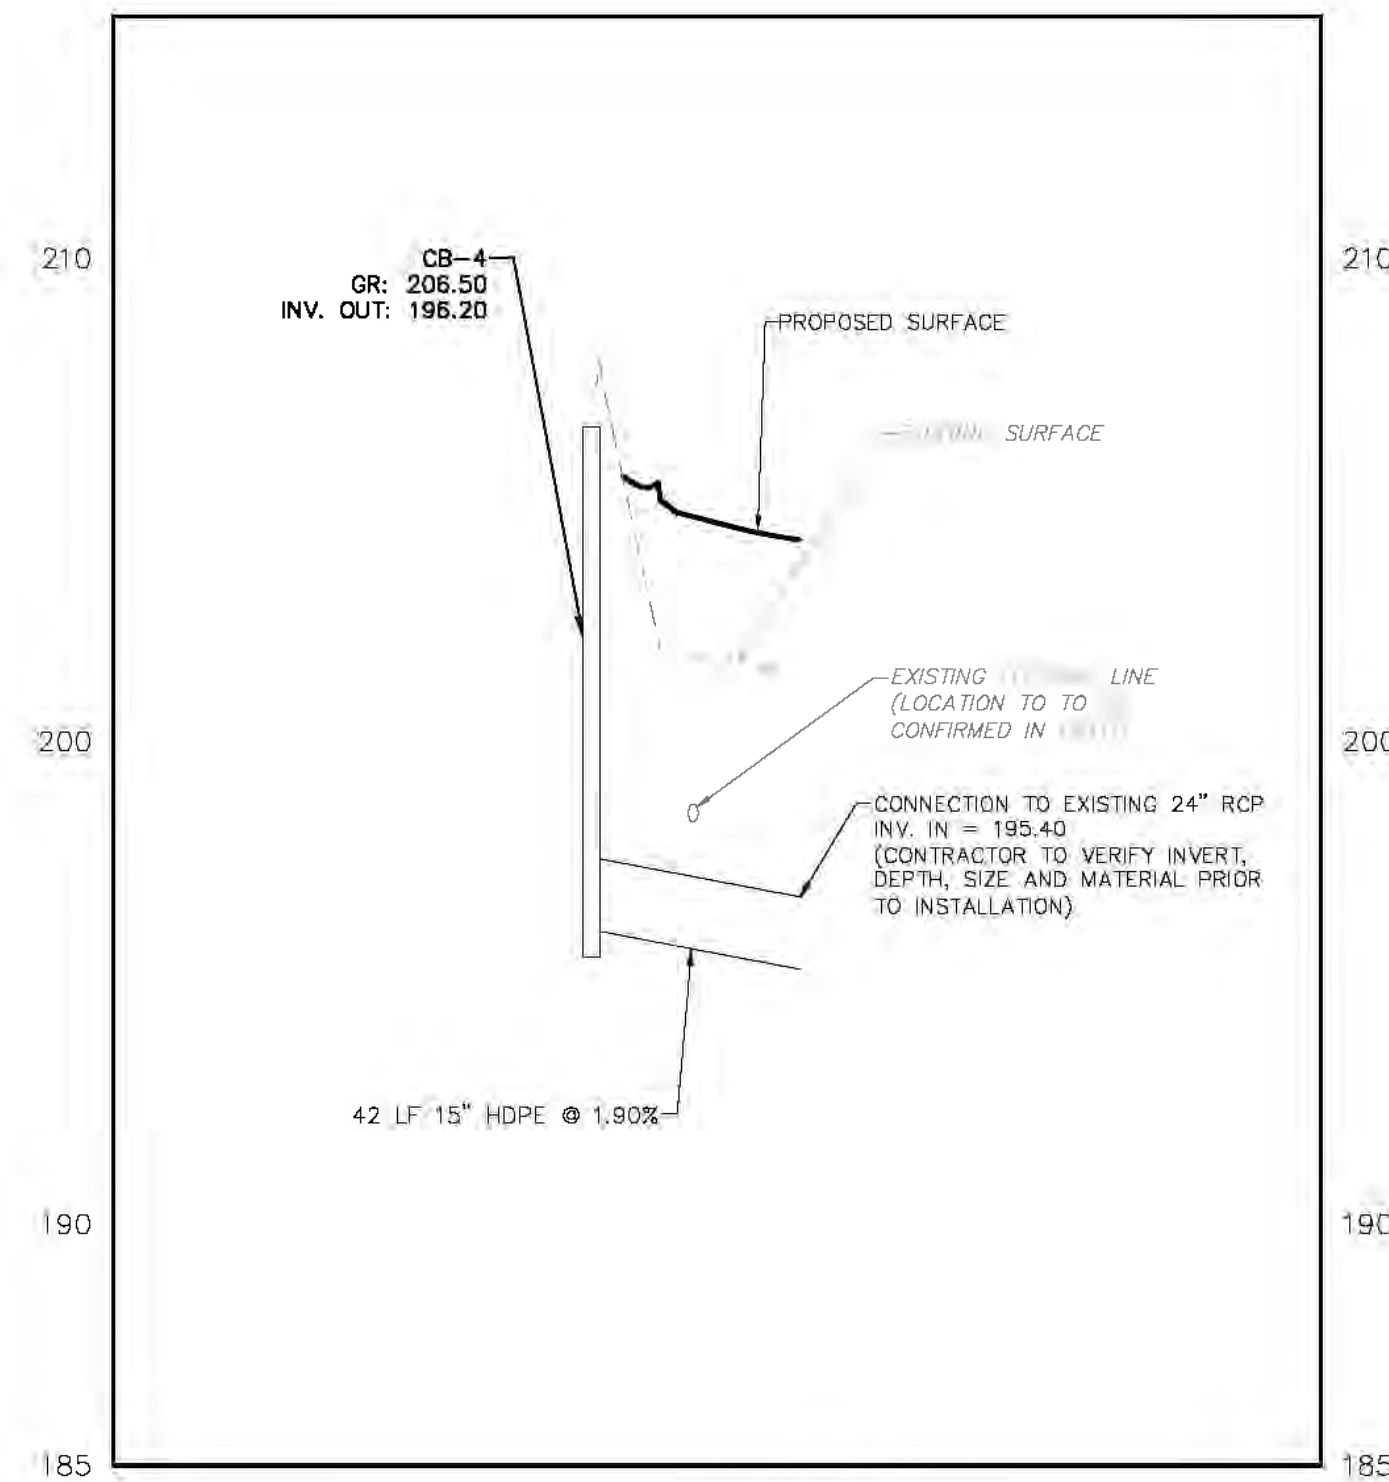 210
210
CB-4
GR: 206.50
INV. OUT: 196.20
PROPOSED SURFACE
SURFACE
EXISTING LINE
(LOCATION TO TO
CONFIRMED IN
200
200
CONNECTION TO EXISTING 24" RCP
INV. IN = 195.40
(CONTRACTOR TO VERIFY INVERT,
DEPTH, SIZE AND MATERIAL PRIOR
TO INSTALLATION)
42 LF 15" HDPE @ 1.90%
190
190
185
185